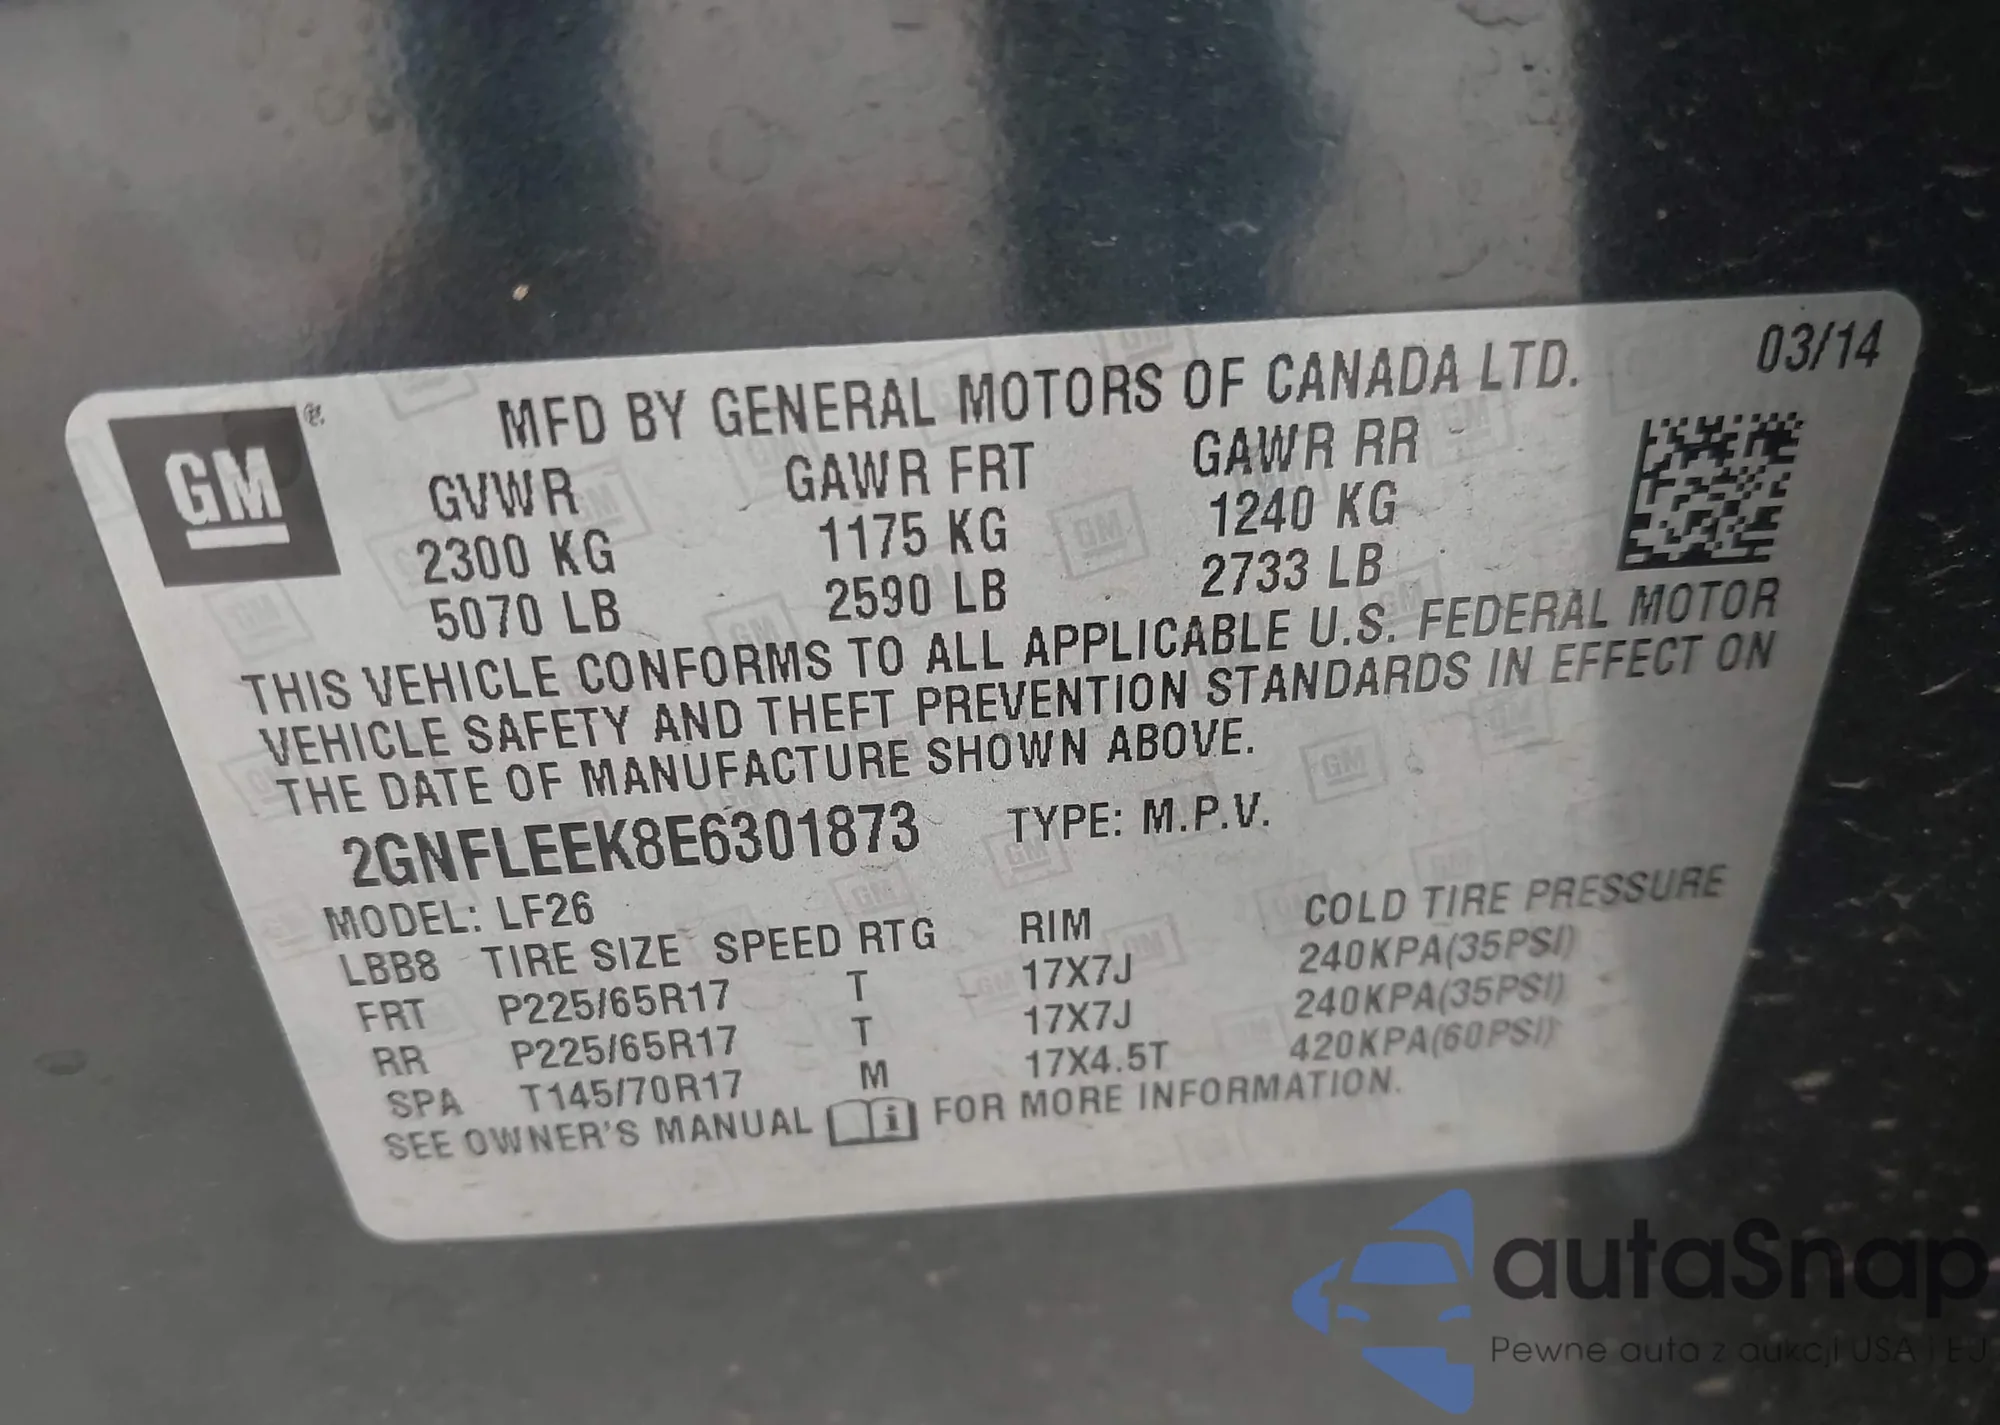 MFD BY GENERAL MOTORS OF CANADA LTD. 03/14
GM
GVWR GAWR FRT GAWR RR
2300 KG 1175 KG 1240 KG
5070 LB 2590 LB 2733 LB
THIS VEHICLE CONFORMS TO ALL APPLICABLE U.S. FEDERAL MOTOR
VEHICLE SAFETY AND THEFT PREVENTION STANDARDS IN EFFECT ON
THE DATE OF MANUFACTURE SHOWN ABOVE.
2GNFLEEK8E6301873 TYPE: M.P.V.
MODEL: LF26
LBB8 TIRE SIZE SPEED RTG RIM COLD TIRE PRESSURE
FRT P225/65R17 T 17X7J 240KPA(35PSI)
RR P225/65R17 T 17X7J 240KPA(35PSI)
SPA T145/70R17 M 17X4.5T 420KPA(60PSI)
SEE OWNER'S MANUAL i FOR MORE INFORMATION.
autaSnap
Pewne auta z aukcji USA i EU